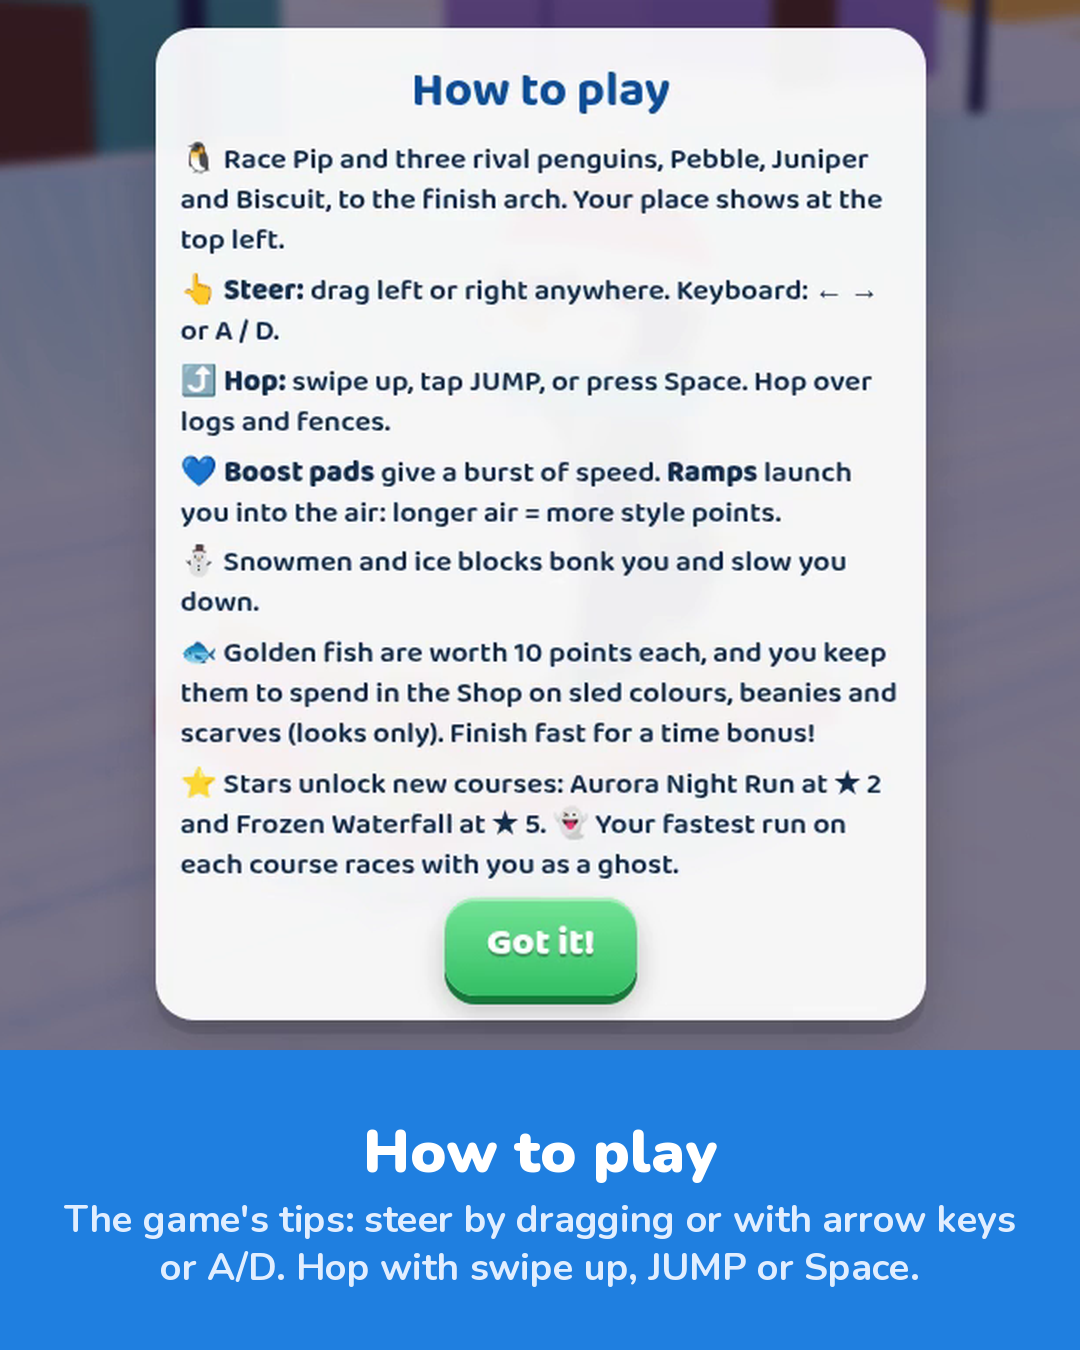 How to play
🐧 Race Pip and three rival penguins, Pebble, Juniper
and Biscuit, to the finish arch. Your place shows at the
top left.
👆 Steer: drag left or right anywhere. Keyboard: ← →
or A / D.
⤴️ Hop: swipe up, tap JUMP, or press Space. Hop over
logs and fences.
💙 Boost pads give a burst of speed. Ramps launch
you into the air: longer air = more style points.
⛄ Snowmen and ice blocks bonk you and slow you
down.
🐟 Golden fish are worth 10 points each, and you keep
them to spend in the Shop on sled colours, beanies and
scarves (looks only). Finish fast for a time bonus!
⭐ Stars unlock new courses: Aurora Night Run at ★ 2
and Frozen Waterfall at ★ 5. 👻 Your fastest run on
each course races with you as a ghost.
Got it!
How to play
The game's tips: steer by dragging or with arrow keys
or A/D. Hop with swipe up, JUMP or Space.